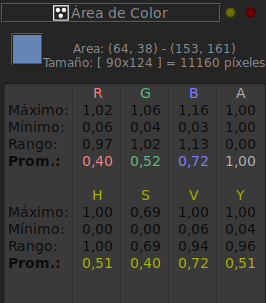 Área de Color
Area: (64, 38) - (153, 161)
Tamaño: [ 90x124 ] = 11160 píxeles
R G B A
Máximo: 1,02 1,06 1,16 1,00
Mínimo: 0,06 0,04 0,03 1,00
Rango: 0,97 1,02 1,13 0,00
Prom.: 0,40 0,52 0,72 1,00
H S V Y
Máximo: 1,00 0,69 1,00 1,00
Mínimo: 0,00 0,00 0,06 0,04
Rango: 1,00 0,69 0,94 0,96
Prom.: 0,51 0,40 0,72 0,51